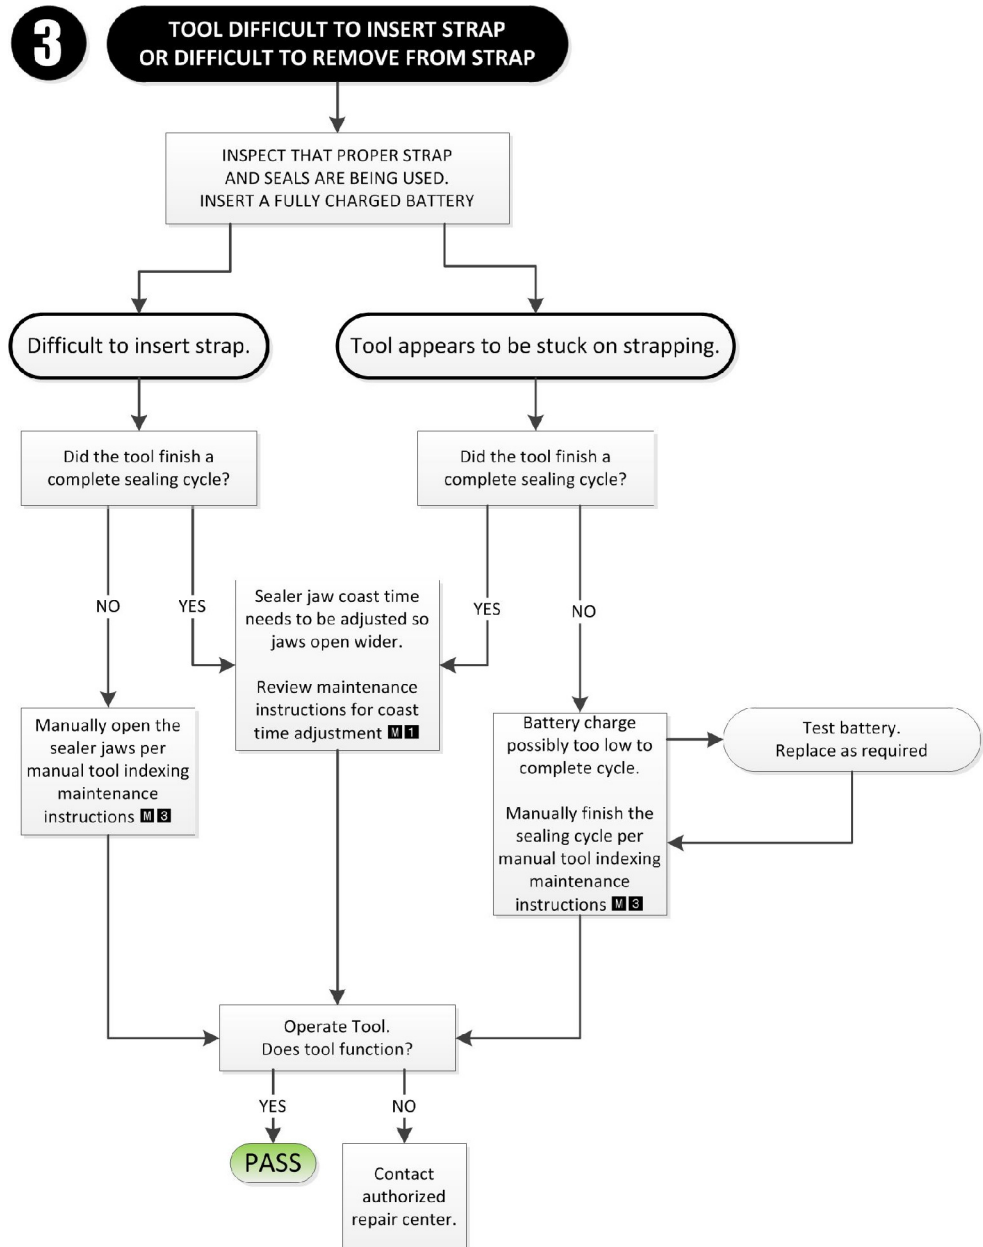 3
TOOL DIFFICULT TO INSERT STRAP
OR DIFFICULT TO REMOVE FROM STRAP
INSPECT THAT PROPER STRAP
AND SEALS ARE BEING USED.
INSERT A FULLY CHARGED BATTERY
Difficult to insert strap.
Tool appears to be stuck on strapping.
Did the tool finish a
complete sealing cycle?
Did the tool finish a
complete sealing cycle?
NO
YES
Sealer jaw coast time
needs to be adjusted so
jaws open wider.
Review maintenance
instructions for coast
time adjustment M 1
YES
NO
Manually open the
sealer jaws per
manual tool indexing
maintenance
instructions M 3
Battery charge
possibly too low to
complete cycle.
Manually finish the
sealing cycle per
manual tool indexing
maintenance
instructions M 3
Test battery.
Replace as required
Operate Tool.
Does tool function?
YES
NO
PASS
Contact
authorized
repair center.